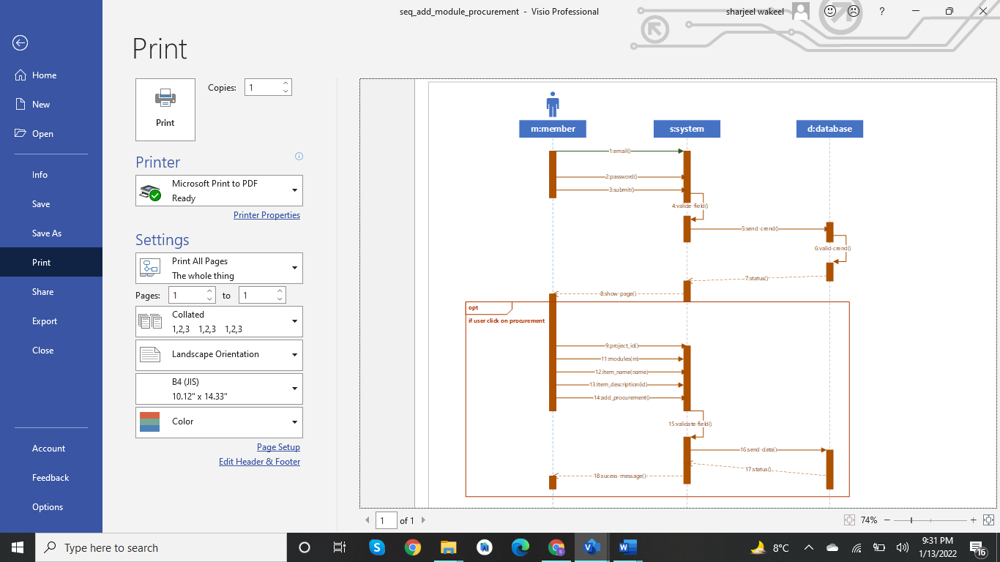 seq_add_module_procurement - Visio Professional
sharjeel wakeel
?
Print
Home
New
Open
Info
Save
Save As
Print
Share
Export
Close
Account
Feedback
Options
Print
Copies:
1
Printer
Microsoft Print to PDF
Ready
Printer Properties
Settings
Print All Pages
The whole thing
Pages: 1 to 1
Collated
1,2,3 1,2,3 1,2,3
Landscape Orientation
B4 (JIS)
10.12" x 14.33"
Color
Page Setup
Edit Header & Footer
m:member
s:system
d:database
1:email()
2:password()
3:submit()
4:valide field()
5:send crend()
6:valid crend()
7:status()
8:show page()
opt
if user click on procurement
9:project_id()
11:modules(m)
12:item_name(name)
13:item_description(id)
14:add_procurement()
15:validate field()
16:send data()
17:status()
18:sucess message()
1 of 1
74%
Type here to search
8°C
9:31 PM
1/13/2022
16